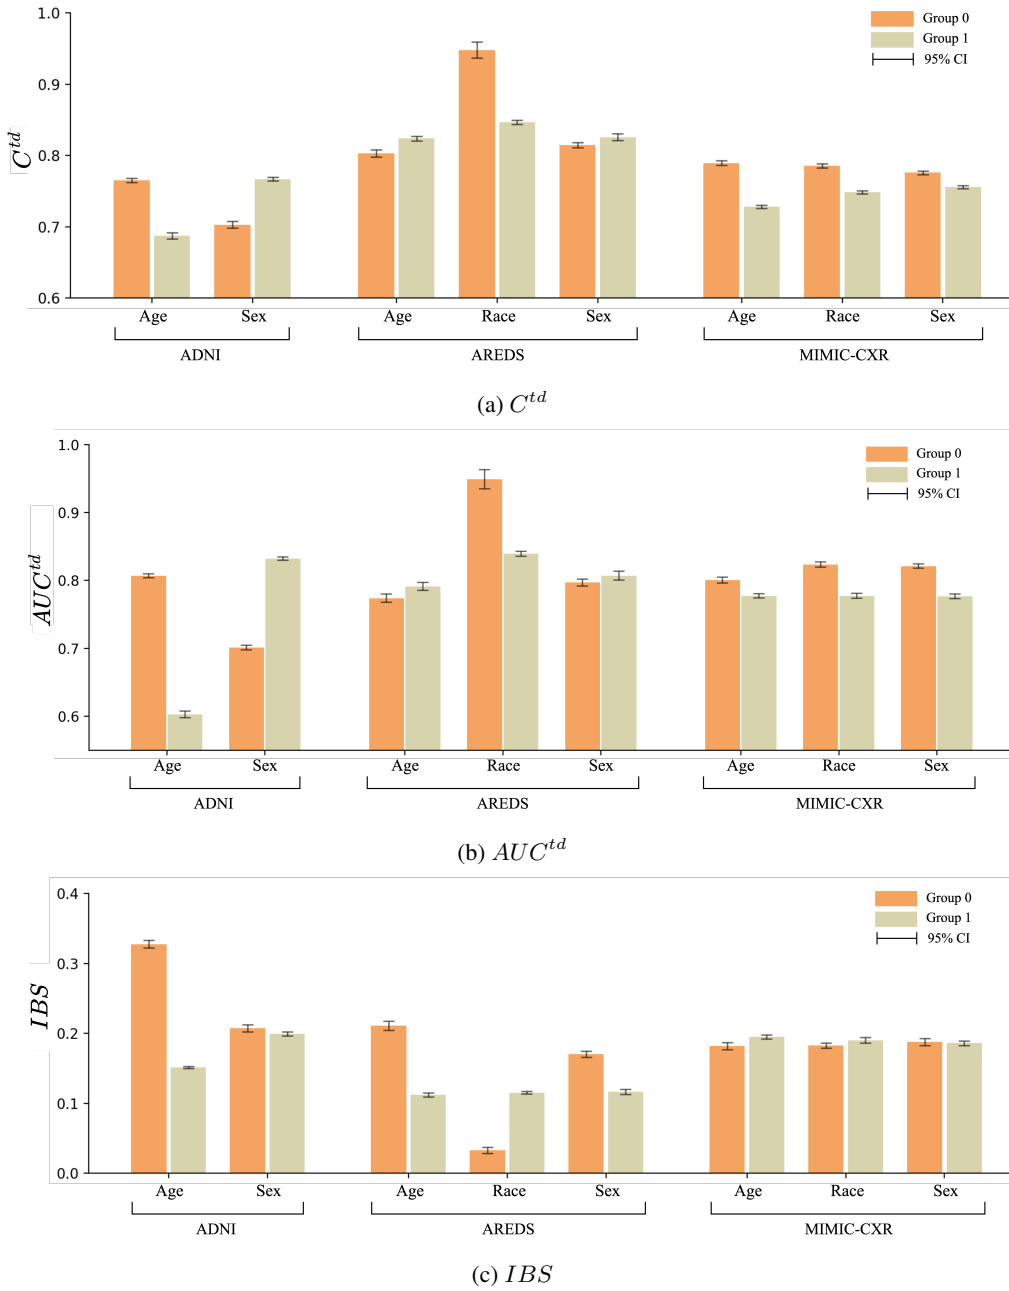 1.0
0.9
0.8
0.7
0.6
C^{td}
Group 0
Group 1
95% CI
Age Sex Age Race Sex Age Race Sex
ADNI AREDS MIMIC-CXR
(a) C^{td}
1.0
0.9
0.8
0.7
0.6
AUC^{td}
Group 0
Group 1
95% CI
Age Sex Age Race Sex Age Race Sex
ADNI AREDS MIMIC-CXR
(b) AUC^{td}
0.4
0.3
0.2
0.1
0.0
IBS
Group 0
Group 1
95% CI
Age Sex Age Race Sex Age Race Sex
ADNI AREDS MIMIC-CXR
(c) IBS